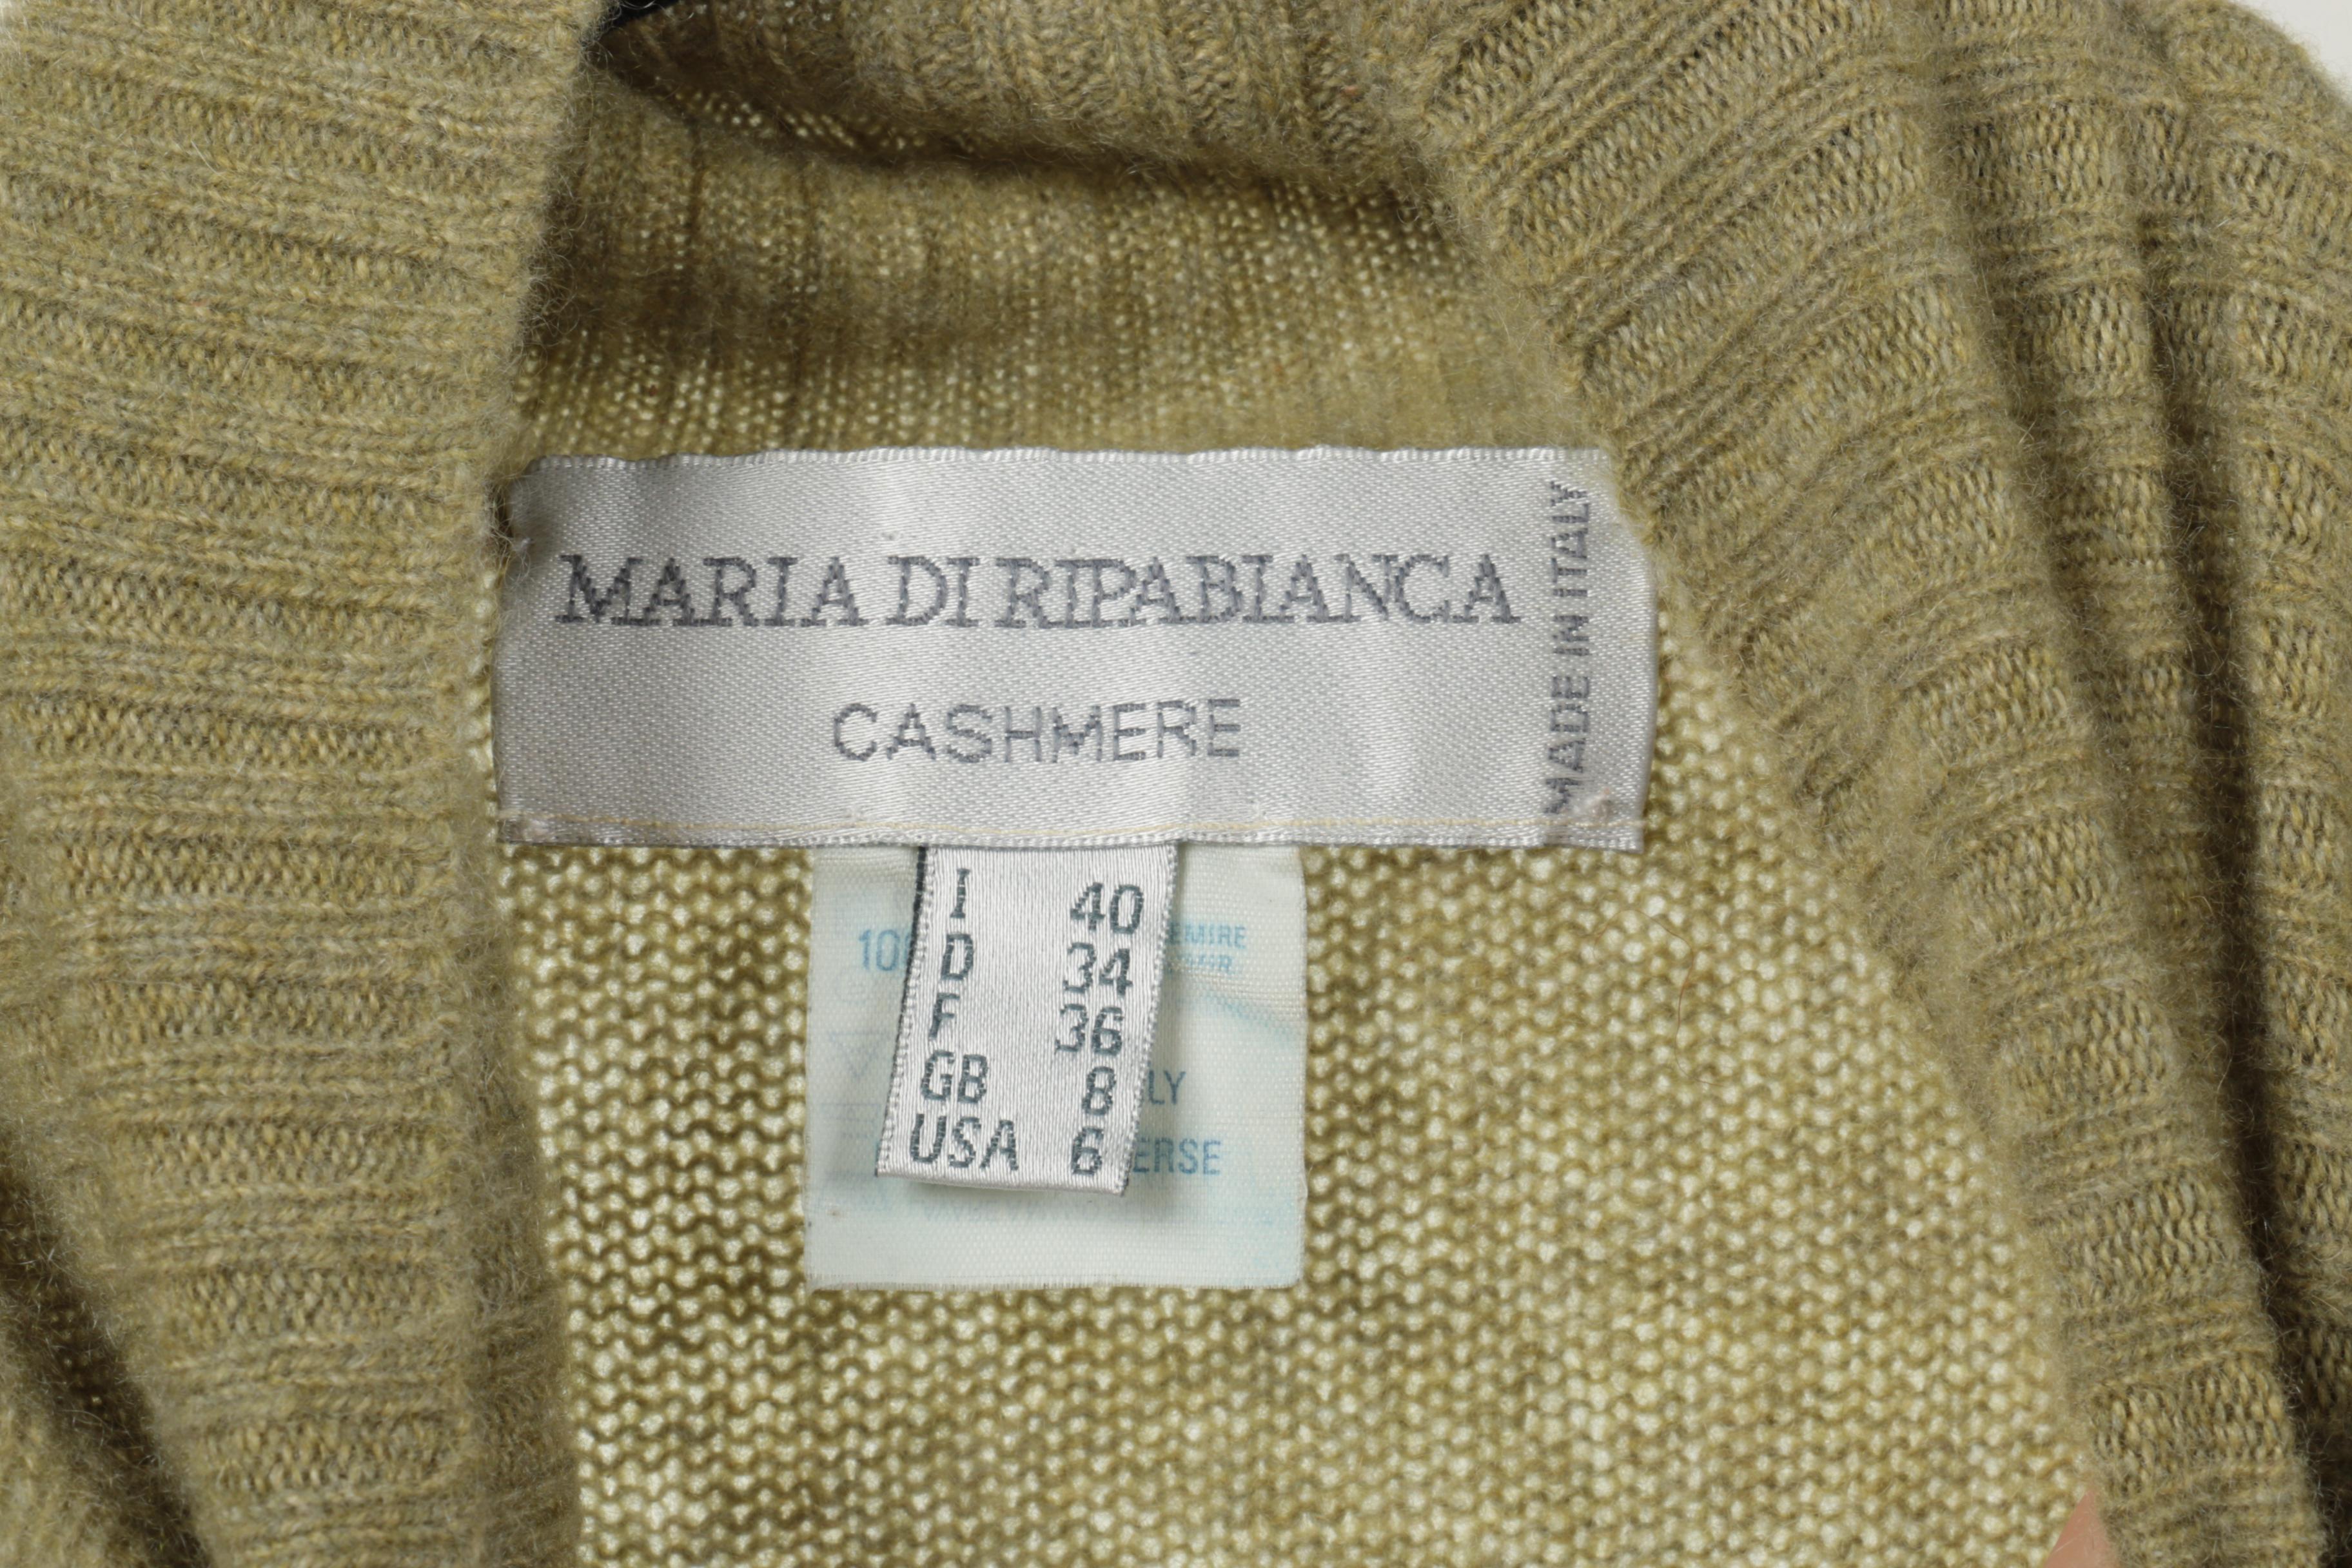 MARIA DI RIPABIANCA
CASHMERE
MADE IN ITALY
I 40
D 34
F 36
GB 8
USA 6